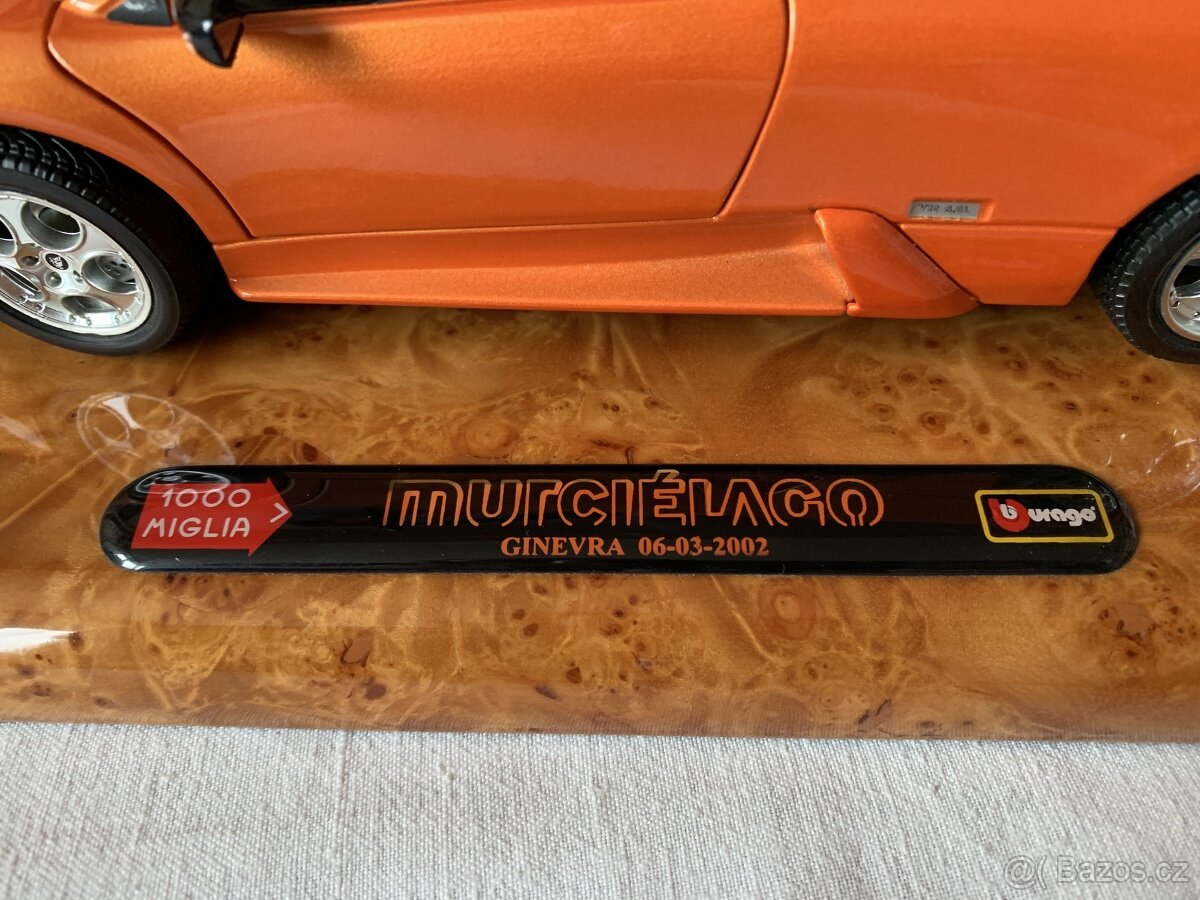 1000
MIGLIA
MURCIÉLAGO
GINEVRA 06-03-2002
burago
@( Bazos.cz